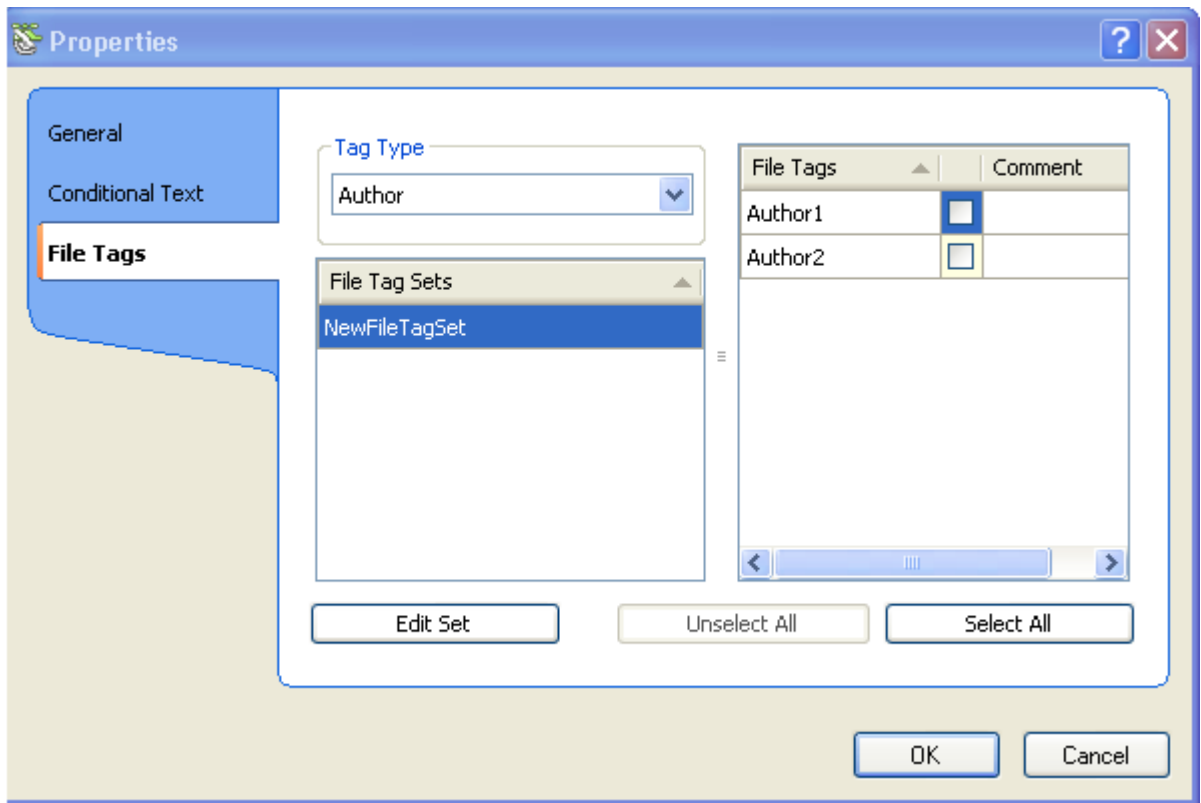 Properties
General
Conditional Text
File Tags
Tag Type
Author
File Tag Sets
NewFileTagSet
File Tags Comment
Author1
Author2
Edit Set
Unselect All
Select All
OK
Cancel